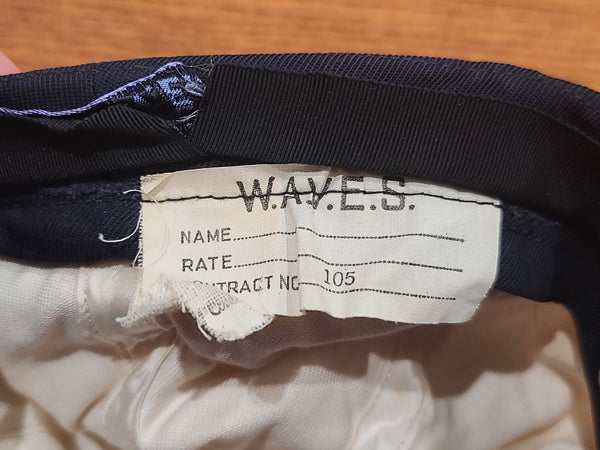 W.A.V.E.S.
NAME
RATE
CONTRACT NO 105